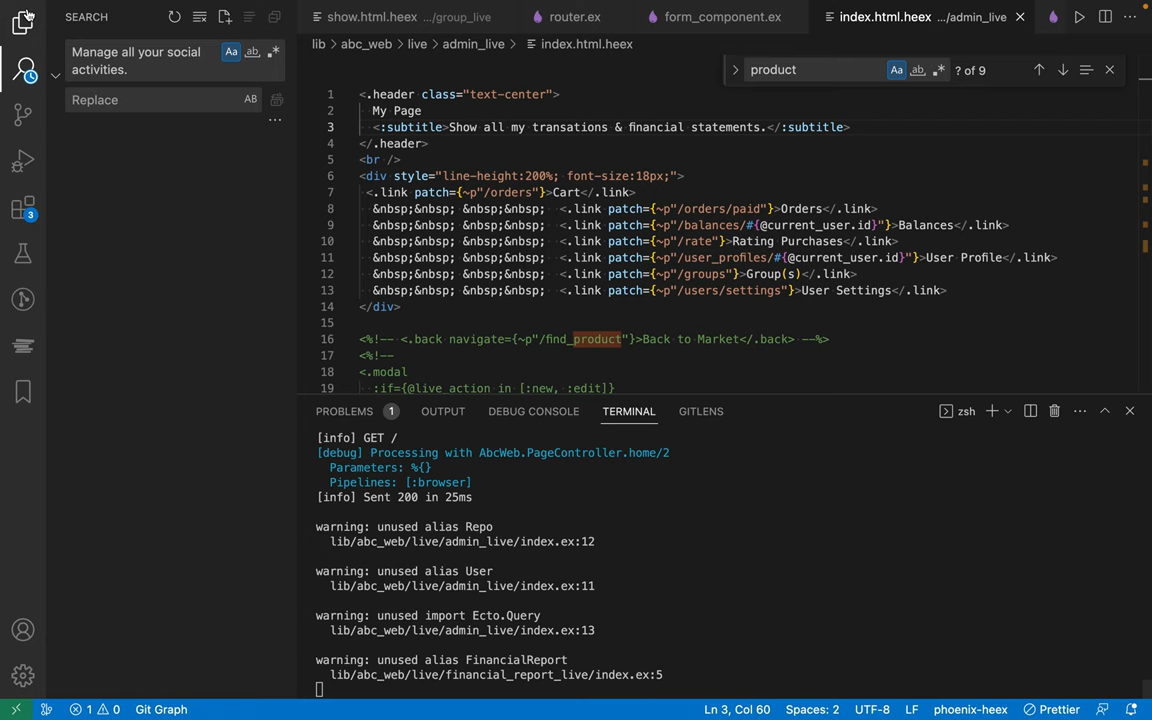 SEARCH
Manage all your social
activities.
Aa ab .*
Replace
AB
...
3
show.html.heex .../group_live
router.ex
form_component.ex
index.html.heex .../admin_live
lib > abc_web > live > admin_live > index.html.heex
product
Aa ab .*
? of 9
1 <.header class="text-center">
2 My Page
3 <:subtitle>Show all my transations & financial statements.</:subtitle>
4 </.header>
5 <br />
6 <div style="line-height:200%; font-size:18px;">
7 <.link patch={~p"/orders"}>Cart</.link>
8 &nbsp;&nbsp; &nbsp;&nbsp; <.link patch={~p"/orders/paid"}>Orders</.link>
9 &nbsp;&nbsp; &nbsp;&nbsp; <.link patch={~p"/balances/#{@current_user.id}"}>Balances</.link>
10 &nbsp;&nbsp; &nbsp;&nbsp; <.link patch={~p"/rate"}>Rating Purchases</.link>
11 &nbsp;&nbsp; &nbsp;&nbsp; <.link patch={~p"/user_profiles/#{@current_user.id}"}>User Profile</.link>
12 &nbsp;&nbsp; &nbsp;&nbsp; <.link patch={~p"/groups"}>Group(s)</.link>
13 &nbsp;&nbsp; &nbsp;&nbsp; <.link patch={~p"/users/settings"}>User Settings</.link>
14 </div>
15
16 <%!-- <.back navigate={~p"/find_product"}>Back to Market</.back> --%>
17 <%!--
18 <.modal
19 :if={@live_action in [:new, :edit]}
PROBLEMS 1 OUTPUT DEBUG CONSOLE TERMINAL GITLENS
zsh
[info] GET /
[debug] Processing with AbcWeb.PageController.home/2
Parameters: %{}
Pipelines: [:browser]
[info] Sent 200 in 25ms
warning: unused alias Repo
lib/abc_web/live/admin_live/index.ex:12
warning: unused alias User
lib/abc_web/live/admin_live/index.ex:11
warning: unused import Ecto.Query
lib/abc_web/live/admin_live/index.ex:13
warning: unused alias FinancialReport
lib/abc_web/live/financial_report_live/index.ex:5
1 0 Git Graph
Ln 3, Col 60 Spaces: 2 UTF-8 LF phoenix-heex Prettier